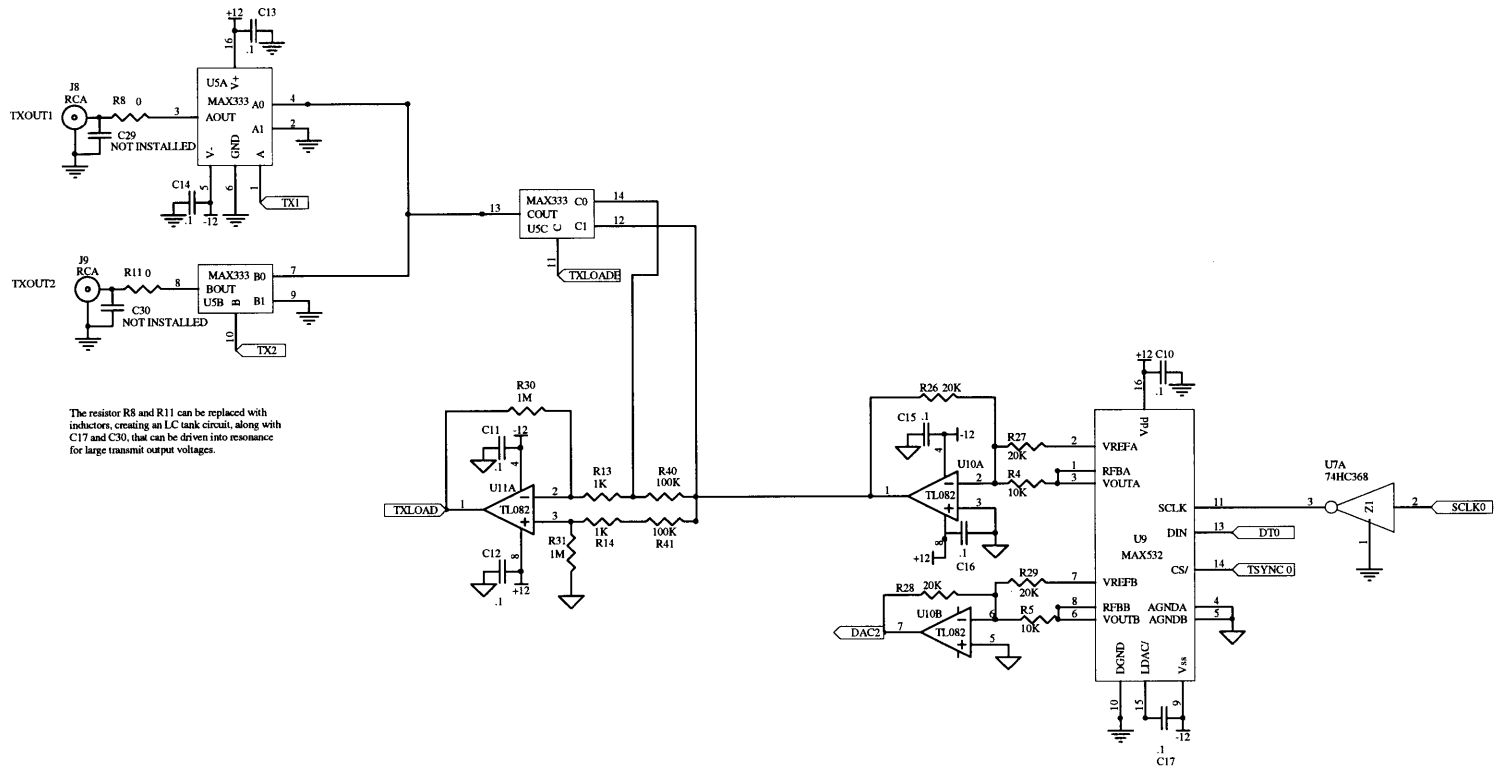 +12
C13
16
.1
J8
RCA
R8 0
TXOUT1
3
U5A
V+
MAX333
A0
4
AOUT
A1
2
C29
NOT INSTALLED
V-
GND
A
C14
5
6
1
.1
-12
TX1
J9
RCA
R11 0
TXOUT2
8
MAX333
B0
7
BOUT
U5B
B
B1
9
C30
NOT INSTALLED
10
TX2
13
MAX333
C0
14
COUT
C1
12
U5C
C
11
TXLOADE
The resistor R8 and R11 can be replaced with
inductors, creating an LC tank circuit, along with
C17 and C30, that can be driven into resonance
for large transmit output voltages.
R30
1M
C11
-12
.1
4
U11A
TXLOAD
1
TL082
2
3
R13
1K
R40
100K
1K
R14
100K
R41
R31
1M
C12
8
.1
+12
R26 20K
C15 .1
-12
4
U10A
1
TL082
2
3
R27
20K
R4
10K
8
+12
.1
C16
R28
20K
R29
20K
U10B
DAC2
7
TL082
6
5
R5
10K
+12
C10
16
.1
Vdd
2
VREFA
1
RFBA
3
VOUTA
SCLK
11
DIN
13
DT0
U9
MAX532
CS/
14
TSYNC 0
7
VREFB
8
RFBB
6
VOUTB
AGNDA
4
AGNDB
5
DGND
LDAC/
Vss
10
15
9
-12
.1
C17
U7A
74HC368
3
Z1
2
SCLK0
1